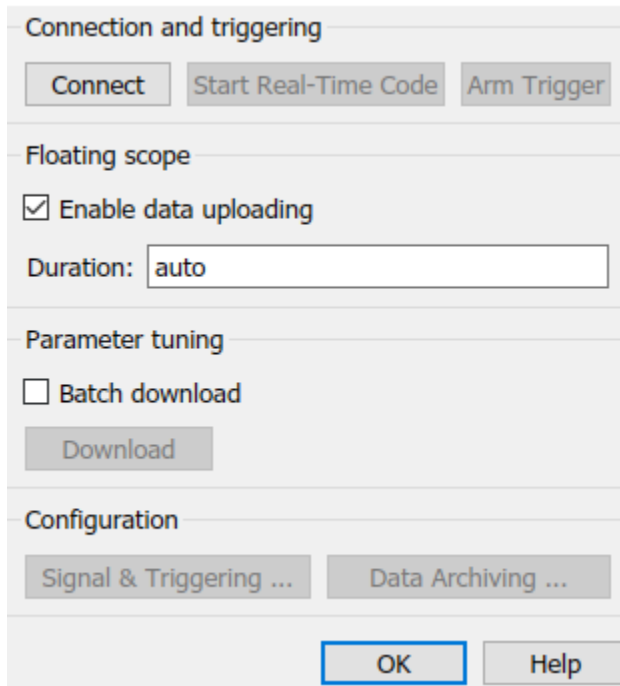 Connection and triggering
Connect Start Real-Time Code Arm Trigger
Floating scope
Enable data uploading
Duration: auto
Parameter tuning
Batch download
Download
Configuration
Signal & Triggering ... Data Archiving ...
OK Help